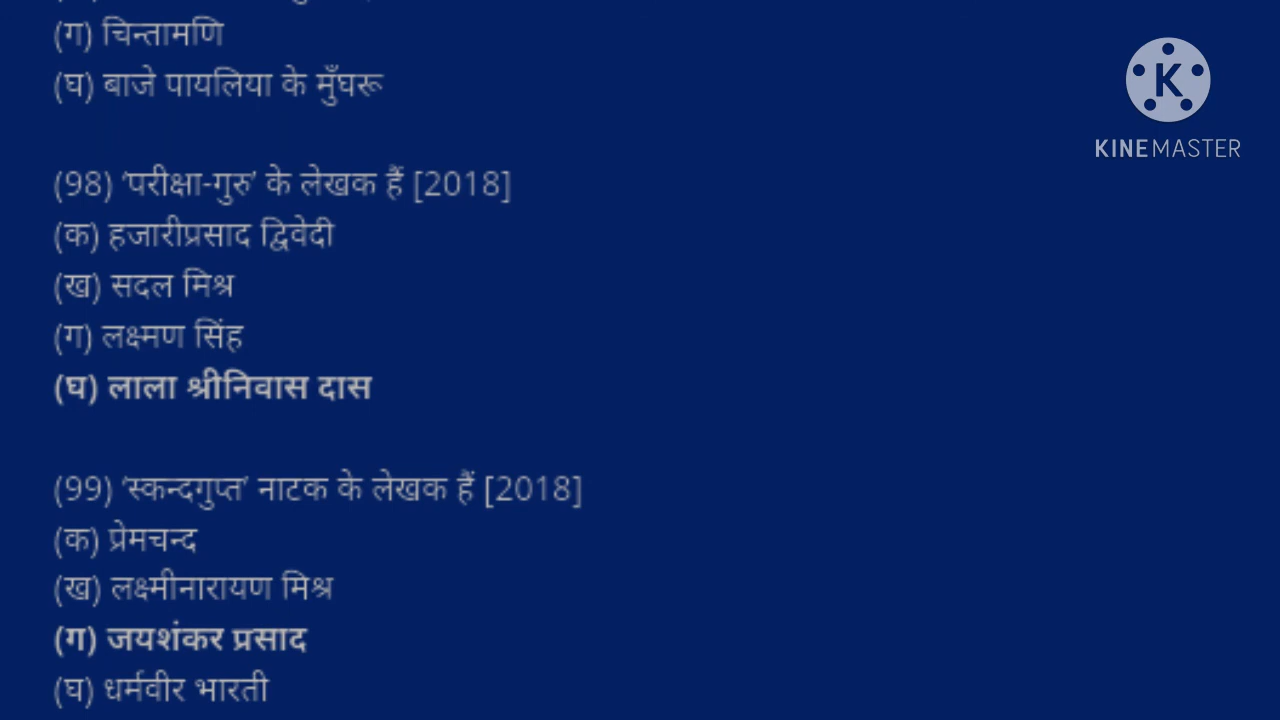 (ग) चिन्तामणि
(घ) बाजे पायलिया के मुँघरू
(98) ‘परीक्षा-गुरु’ के लेखक हैं [2018]
(क) हजारीप्रसाद द्विवेदी
(ख) सदल मिश्र
(ग) लक्ष्मण सिंह
(घ) लाला श्रीनिवास दास
(99) ‘स्कन्दगुप्त’ नाटक के लेखक हैं [2018]
(क) प्रेमचन्द
(ख) लक्ष्मीनारायण मिश्र
(ग) जयशंकर प्रसाद
(घ) धर्मवीर भारती
K
KINEMASTER